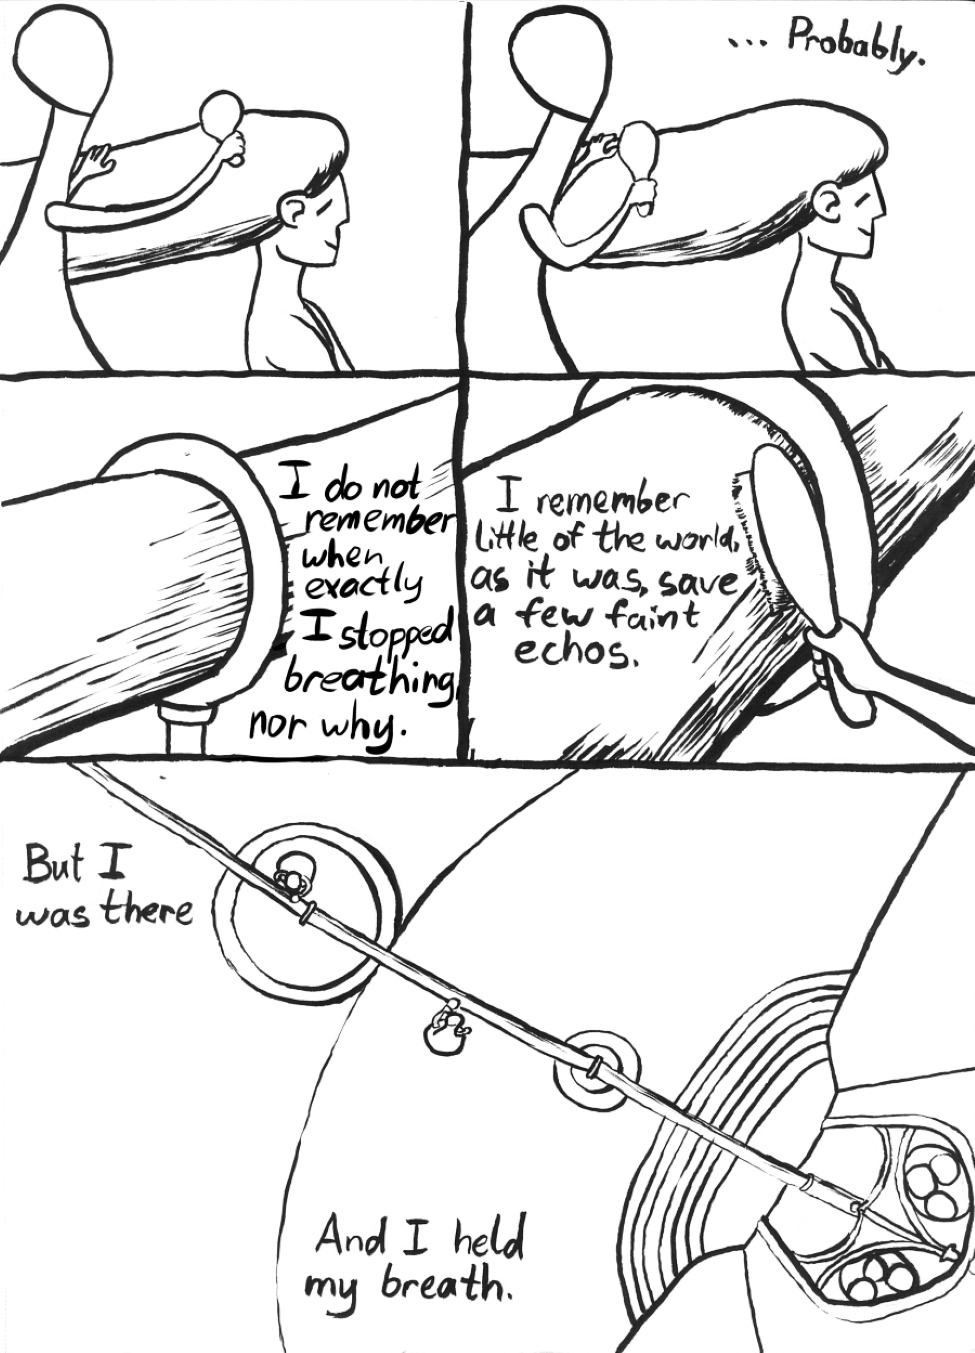 ... Probably.
I do not
remember
when
exactly
I stopped
breathing,
nor why.
I remember
little of the world,
as it was, save
a few faint
echos.
But I
was there
And I held
my breath.